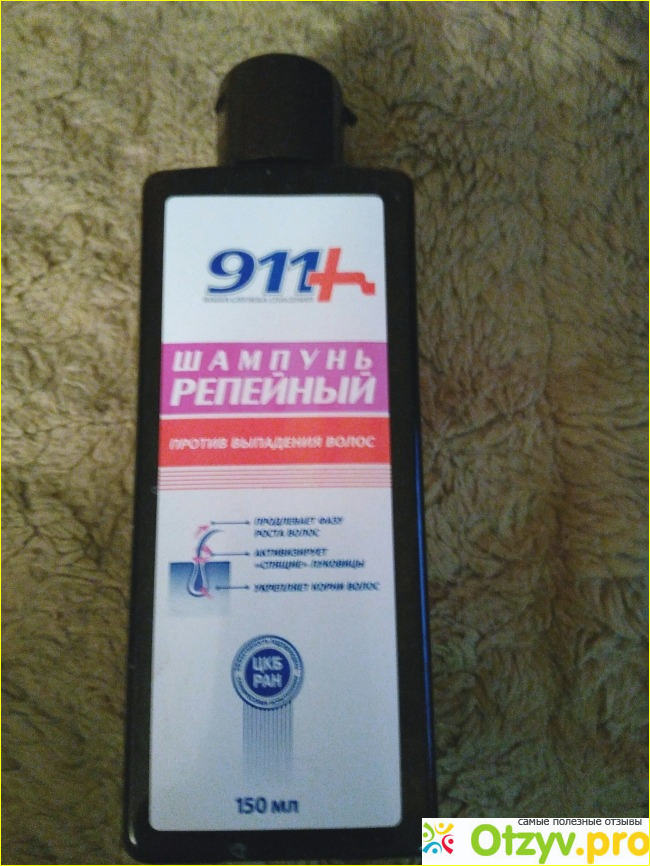 911+
ШАМПУНЬ
РЕПЕЙНЫЙ
ПРОТИВ ВЫПАДЕНИЯ ВОЛОС
ПРОДЛЕВАЕТ ФАЗУ
РОСТА ВОЛОС
АКТИВИЗИРУЕТ
«СПЯЩИЕ» ЛУКОВИЦЫ
УКРЕПЛЯЕТ КОРНИ ВОЛОС
ЦКБ
РАН
150 мл
самые полезные отзывы
Otzyv.pro